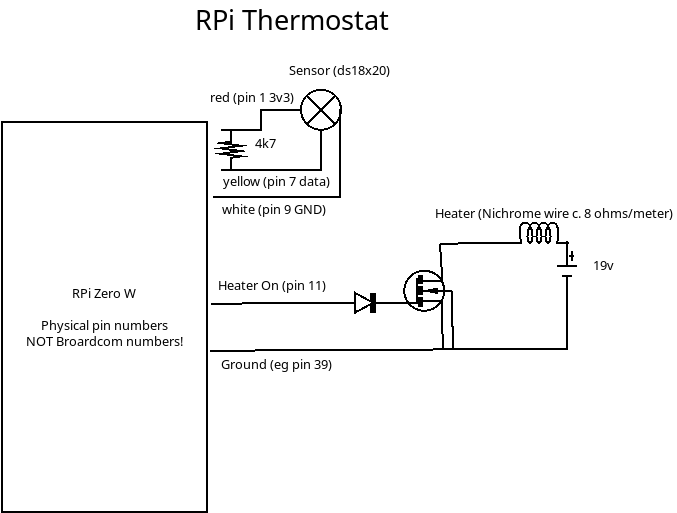 RPi Thermostat
Sensor (ds18x20)
red (pin 1 3v3)
4k7
yellow (pin 7 data)
white (pin 9 GND)
Heater (Nichrome wire c. 8 ohms/meter)
+
19v
Heater On (pin 11)
RPi Zero W
Physical pin numbers
NOT Broardcom numbers!
Ground (eg pin 39)